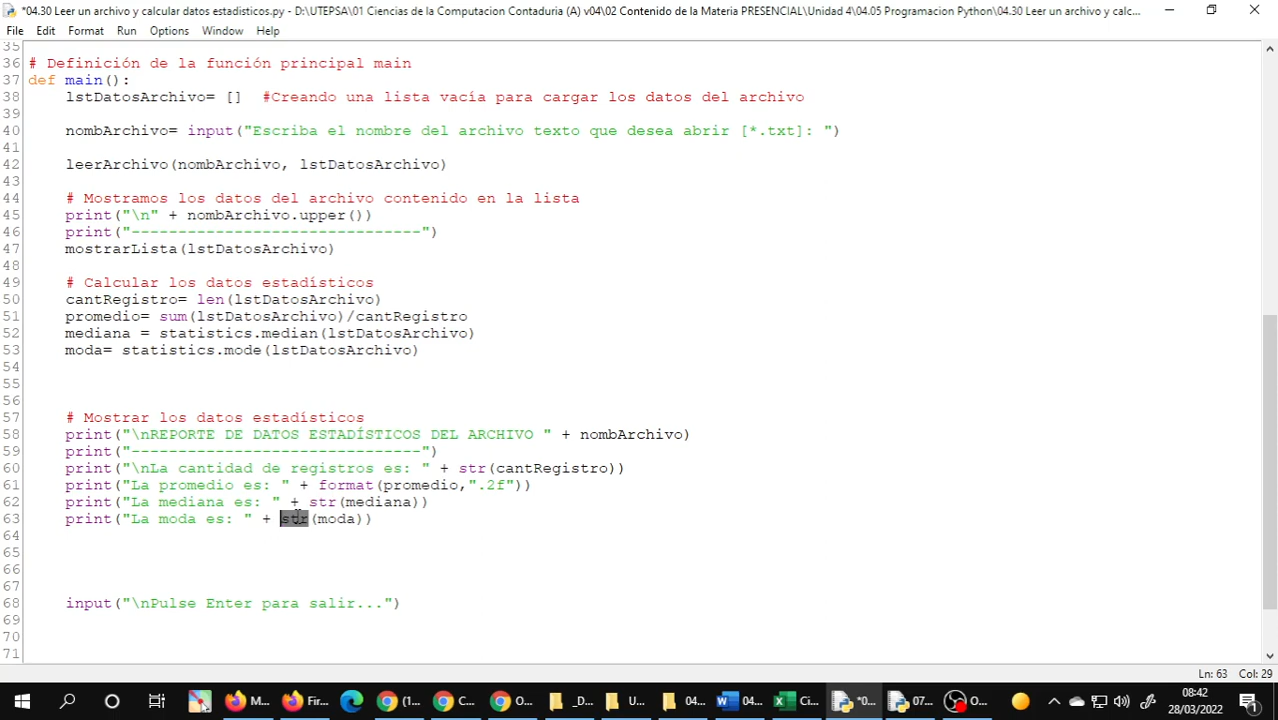 *04.30 Leer un archivo y calcular datos estadisticos.py - D:\UTEPSA\01 Ciencias de la Computacion Contaduria (A) v04\02 Contenido de la Materia PRESENCIAL\Unidad 4\04.05 Programacion Python\04.30 Leer un archivo y calc...
File Edit Format Run Options Window Help
35
36 # Definición de la función principal main
37 def main():
38 lstDatosArchivo= [] #Creando una lista vacía para cargar los datos del archivo
39
40 nombArchivo= input("Escriba el nombre del archivo texto que desea abrir [*.txt]: ")
41
42 leerArchivo(nombArchivo, lstDatosArchivo)
43
44 # Mostramos los datos del archivo contenido en la lista
45 print("\n" + nombArchivo.upper())
46 print("-------------------------------")
47 mostrarLista(lstDatosArchivo)
48
49 # Calcular los datos estadísticos
50 cantRegistro= len(lstDatosArchivo)
51 promedio= sum(lstDatosArchivo)/cantRegistro
52 mediana = statistics.median(lstDatosArchivo)
53 moda= statistics.mode(lstDatosArchivo)
54
55
56
57 # Mostrar los datos estadísticos
58 print("\nREPORTE DE DATOS ESTADÍSTICOS DEL ARCHIVO " + nombArchivo)
59 print("-------------------------------")
60 print("\nLa cantidad de registros es: " + str(cantRegistro))
61 print("La promedio es: " + format(promedio,".2f"))
62 print("La mediana es: " + str(mediana))
63 print("La moda es: " + str(moda))
64
65
66
67
68 input("\nPulse Enter para salir...")
69
70
71
Ln: 63 Col: 29
M... Fir... (1... C... O... _D... U... 04... 04... Ci... *0... 07... O... 08:42
28/03/2022